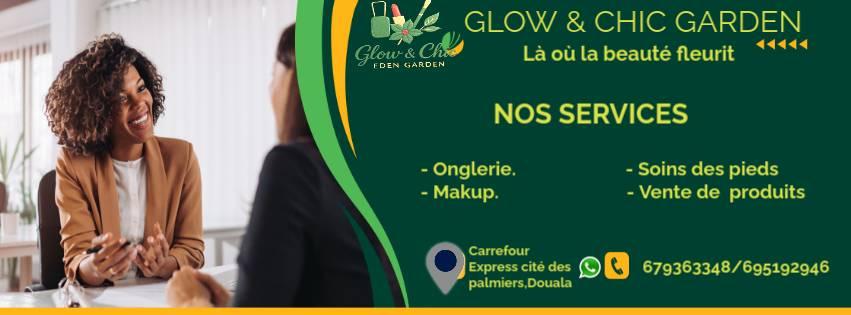 GLOW & CHIC GARDEN
Là où la beauté fleurit
Glow & Chic
EDEN GARDEN
NOS SERVICES
- Onglerie.
- Makup.
- Soins des pieds
- Vente de produits
Carrefour
Express cité des
palmiers,Douala
679363348/695192946